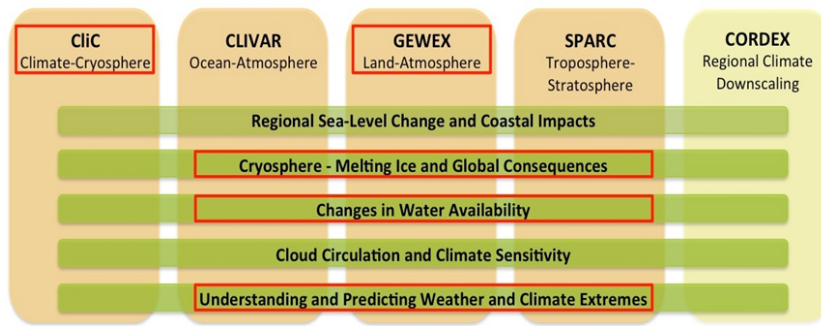 CliC
Climate-Cryosphere
CLIVAR
Ocean-Atmosphere
GEWEX
Land-Atmosphere
SPARC
Troposphere-
Stratosphere
CORDEX
Regional Climate
Downscaling
Regional Sea-Level Change and Coastal Impacts
Cryosphere - Melting Ice and Global Consequences
Changes in Water Availability
Cloud Circulation and Climate Sensitivity
Understanding and Predicting Weather and Climate Extremes